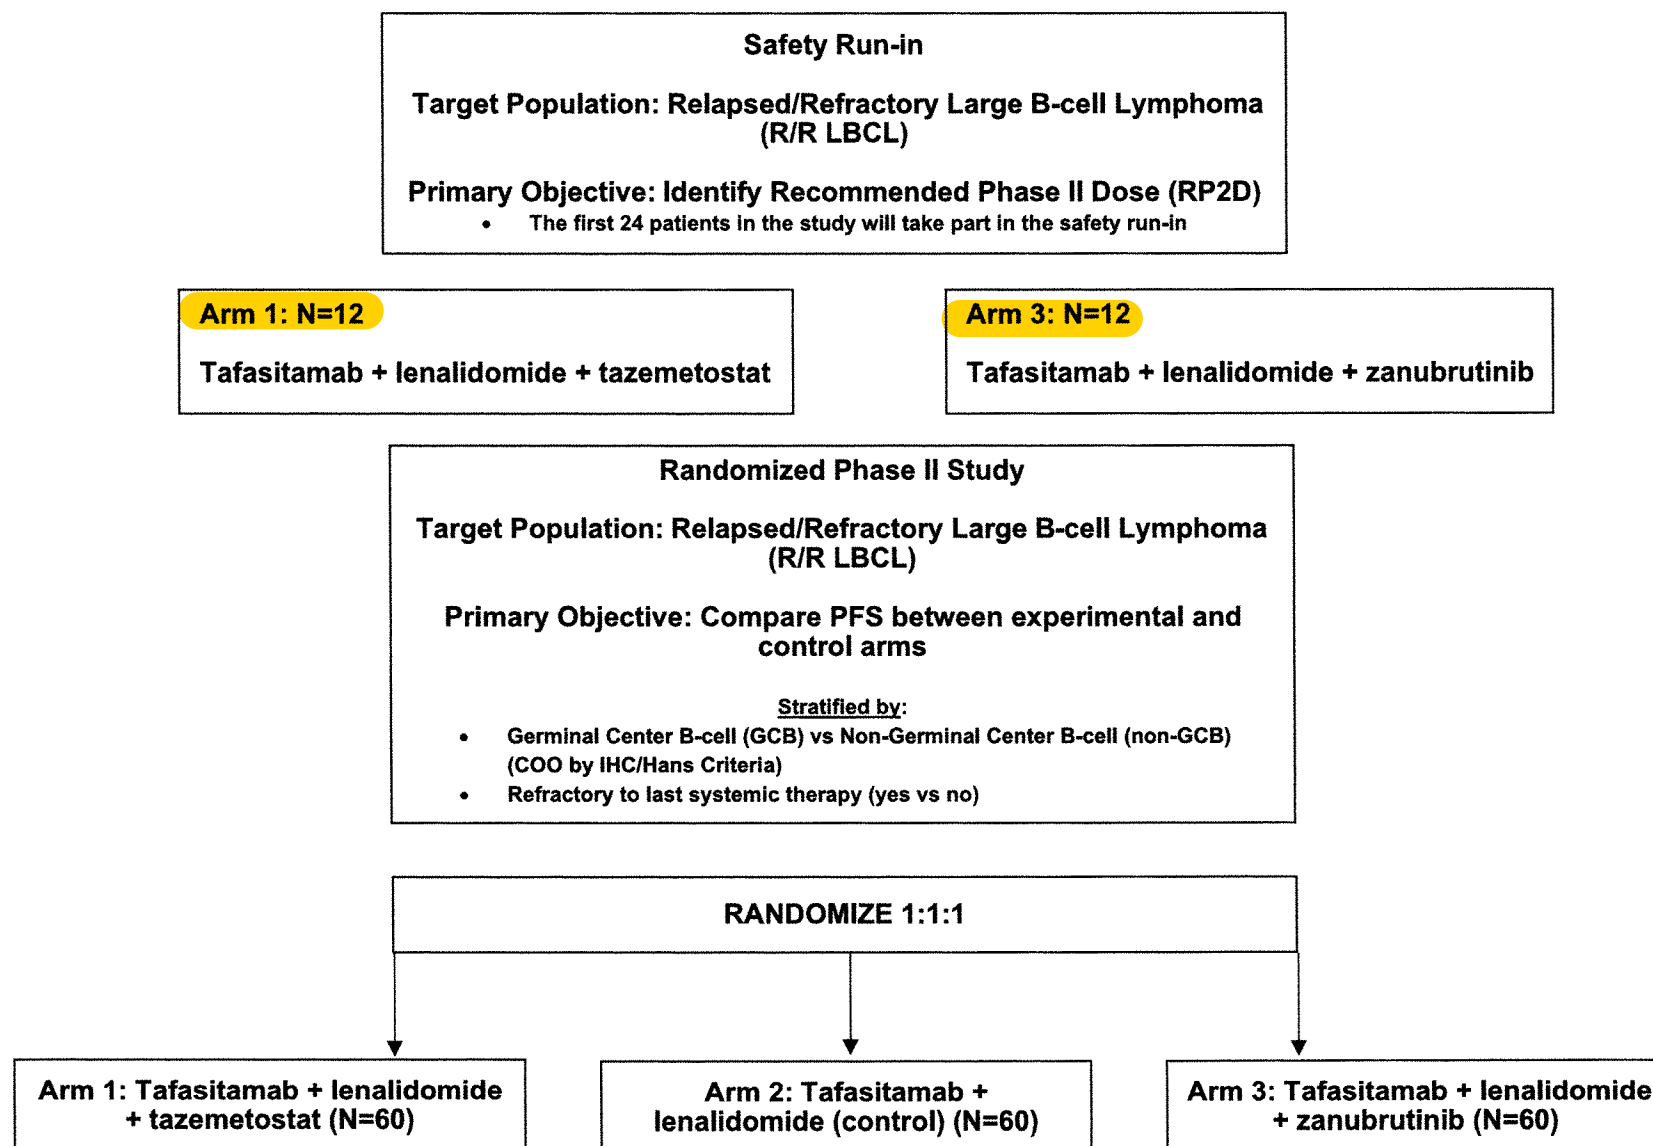 Safety Run-in
Target Population: Relapsed/Refractory Large B-cell Lymphoma
(R/R LBCL)
Primary Objective: Identify Recommended Phase II Dose (RP2D)
• The first 24 patients in the study will take part in the safety run-in
Arm 1: N=12
Tafasitamab + lenalidomide + tazemetostat
Arm 3: N=12
Tafasitamab + lenalidomide + zanubrutinib
Randomized Phase II Study
Target Population: Relapsed/Refractory Large B-cell Lymphoma
(R/R LBCL)
Primary Objective: Compare PFS between experimental and
control arms
Stratified by:
• Germinal Center B-cell (GCB) vs Non-Germinal Center B-cell (non-GCB)
(COO by IHC/Hans Criteria)
• Refractory to last systemic therapy (yes vs no)
RANDOMIZE 1:1:1
Arm 1: Tafasitamab + lenalidomide
+ tazemetostat (N=60)
Arm 2: Tafasitamab +
lenalidomide (control) (N=60)
Arm 3: Tafasitamab + lenalidomide
+ zanubrutinib (N=60)